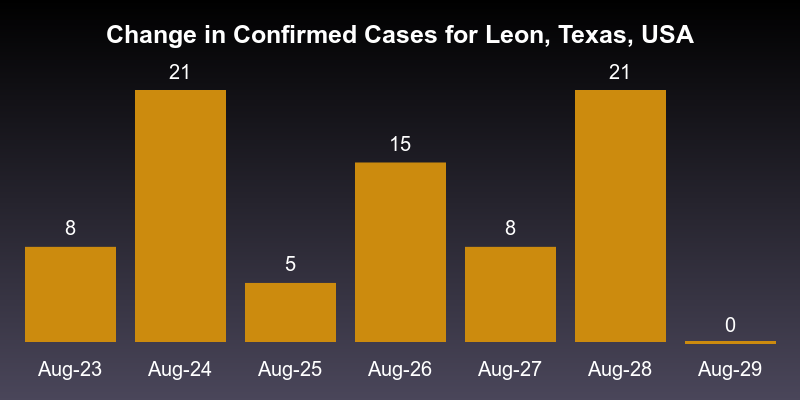 Change in Confirmed Cases for Leon, Texas, USA
8
21
5
15
8
21
0
Aug-23
Aug-24
Aug-25
Aug-26
Aug-27
Aug-28
Aug-29